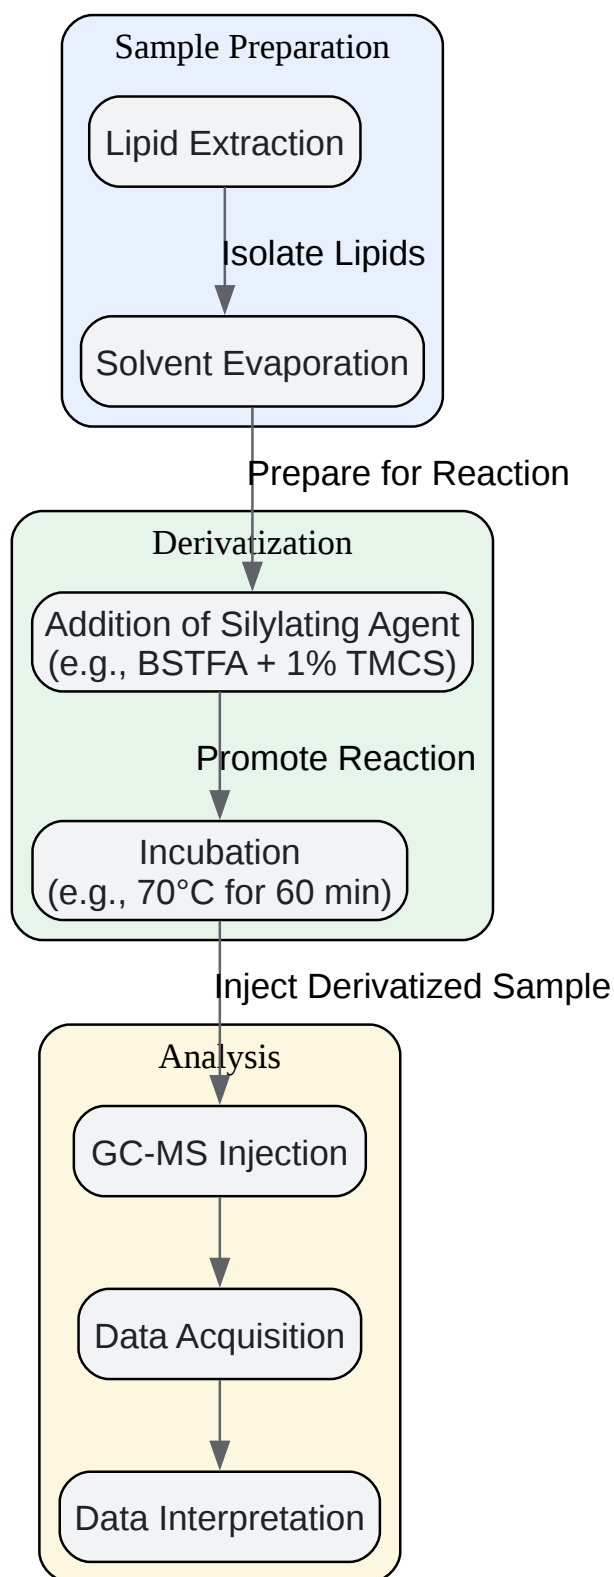 Sample Preparation
Lipid Extraction
Isolate Lipids
Solvent Evaporation
Prepare for Reaction
Derivatization
Addition of Silylating Agent
(e.g., BSTFA + 1% TMCS)
Promote Reaction
Incubation
(e.g., 70°C for 60 min)
Inject Derivatized Sample
Analysis
GC-MS Injection
Data Acquisition
Data Interpretation